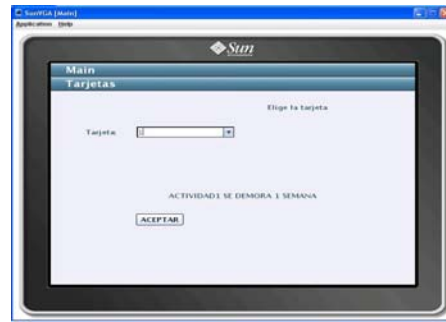 SunVGA [Main]
Application Help
Sun
Main
Tarjetas
Elige la tarjeta
Tarjeta:
ACTIVIDAD1 SE DEMORA 1 SEMANA
ACEPTAR